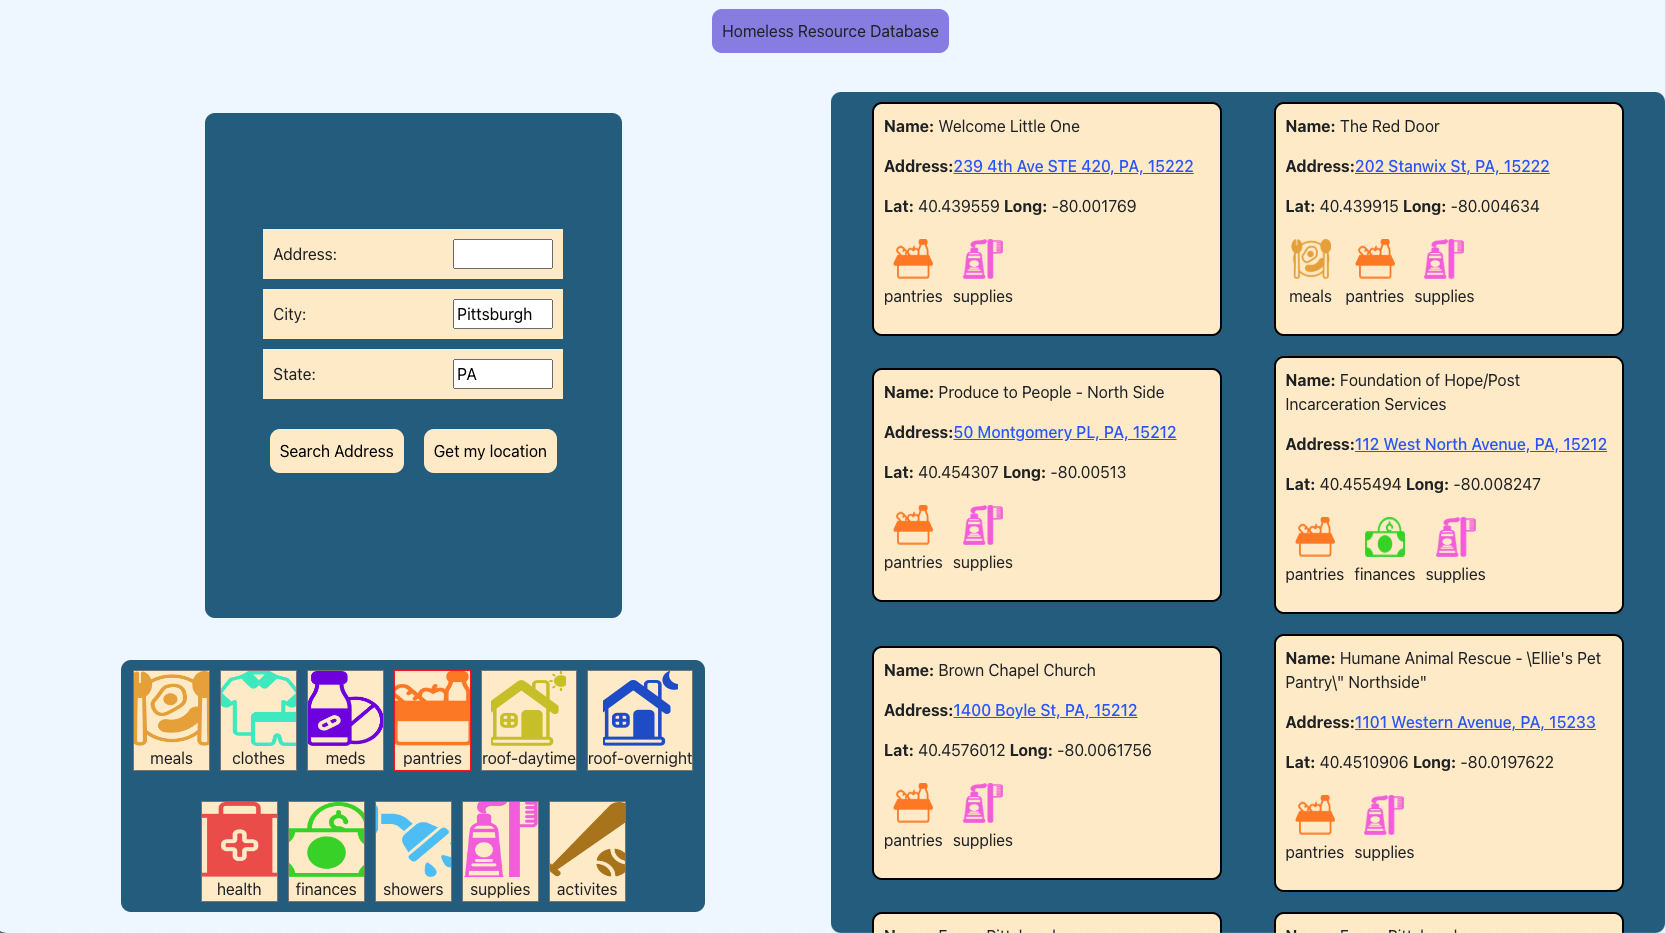 Homeless Resource Database
Address:
City: Pittsburgh
State: PA
Search Address
Get my location
meals
clothes
meds
pantries
roof-daytime
roof-overnight
health
finances
showers
supplies
activites
Name: Welcome Little One
Address:239 4th Ave STE 420, PA, 15222
Lat: 40.439559 Long: -80.001769
pantries supplies
Name: The Red Door
Address:202 Stanwix St, PA, 15222
Lat: 40.439915 Long: -80.004634
meals pantries supplies
Name: Produce to People - North Side
Address:50 Montgomery PL, PA, 15212
Lat: 40.454307 Long: -80.00513
pantries supplies
Name: Foundation of Hope/Post
Incarceration Services
Address:112 West North Avenue, PA, 15212
Lat: 40.455494 Long: -80.008247
pantries finances supplies
Name: Brown Chapel Church
Address:1400 Boyle St, PA, 15212
Lat: 40.4576012 Long: -80.0061756
pantries supplies
Name: Humane Animal Rescue - \Ellie's Pet
Pantry\" Northside"
Address:1101 Western Avenue, PA, 15233
Lat: 40.4510906 Long: -80.0197622
pantries supplies